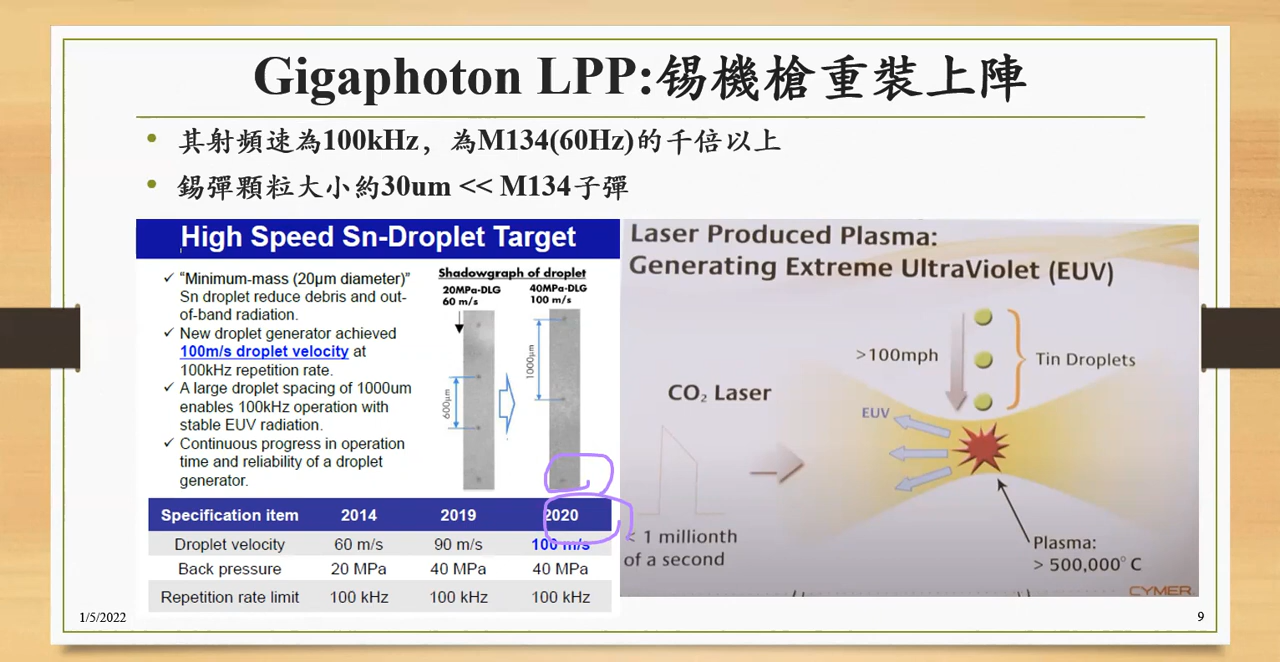 Gigaphoton LPP:锡機槍重裝上陣
• 其射頻速為100kHz，為M134(60Hz)的千倍以上
• 錫彈顆粒大小約30um << M134子彈
High Speed Sn-Droplet Target
✓ “Minimum-mass (20μm diameter)”
Sn droplet reduce debris and out-
of-band radiation.
✓ New droplet generator achieved
100m/s droplet velocity at
100kHz repetition rate.
✓ A large droplet spacing of 1000um
enables 100kHz operation with
stable EUV radiation.
✓ Continuous progress in operation
time and reliability of a droplet
generator.
Shadowgraph of droplet
20MPa-DLG
60 m/s
40MPa-DLG
100 m/s
600μm
1000μm
Specification item 2014 2019 2020
Droplet velocity 60 m/s 90 m/s 100 m/s
Back pressure 20 MPa 40 MPa 40 MPa
Repetition rate limit 100 kHz 100 kHz 100 kHz
Laser Produced Plasma:
Generating Extreme UltraViolet (EUV)
>100mph
Tin Droplets
CO₂ Laser
EUV
< 1 millionth
of a second
Plasma:
> 500,000°C
CYMER
1/5/2022
9